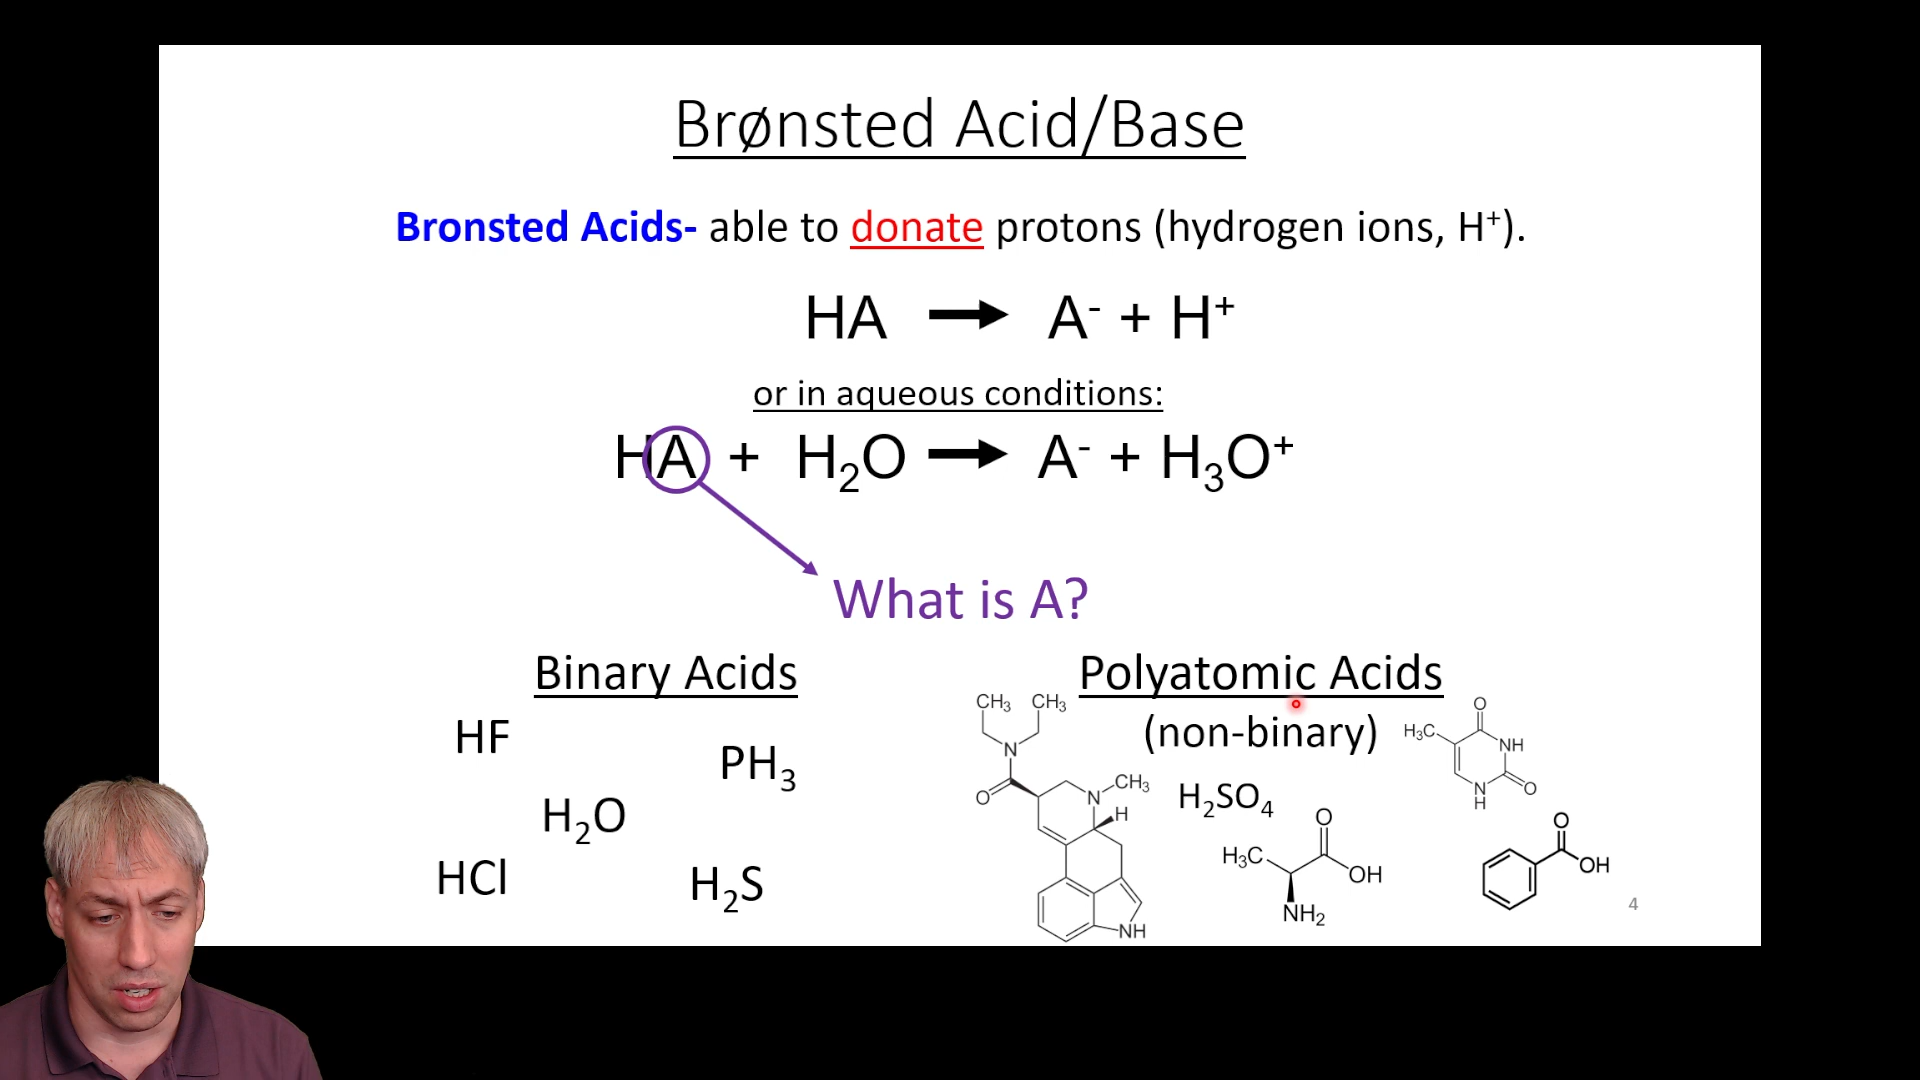 Brønsted Acid/Base
Bronsted Acids- able to donate protons (hydrogen ions, H⁺).
HA → A⁻ + H⁺
or in aqueous conditions:
HA + H₂O → A⁻ + H₃O⁺
What is A?
Binary Acids
HF
PH₃
H₂O
HCl
H₂S
Polyatomic Acids
(non-binary)
CH₃ CH₃
N
O
N CH₃
H
NH
H₂SO₄
O
H₃C
NH
N
H
O
O
H₃C
OH
NH₂
O
OH
4